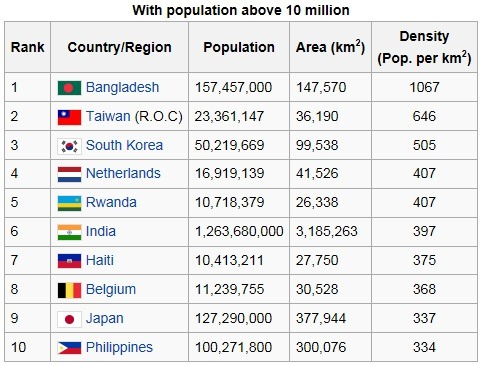 With population above 10 million
Rank Country/Region Population Area (km²) Density (Pop. per km²)
1 Bangladesh 157,457,000 147,570 1067
2 Taiwan (R.O.C) 23,361,147 36,190 646
3 South Korea 50,219,669 99,538 505
4 Netherlands 16,919,139 41,526 407
5 Rwanda 10,718,379 26,338 407
6 India 1,263,680,000 3,185,263 397
7 Haiti 10,413,211 27,750 375
8 Belgium 11,239,755 30,528 368
9 Japan 127,290,000 377,944 337
10 Philippines 100,271,800 300,076 334